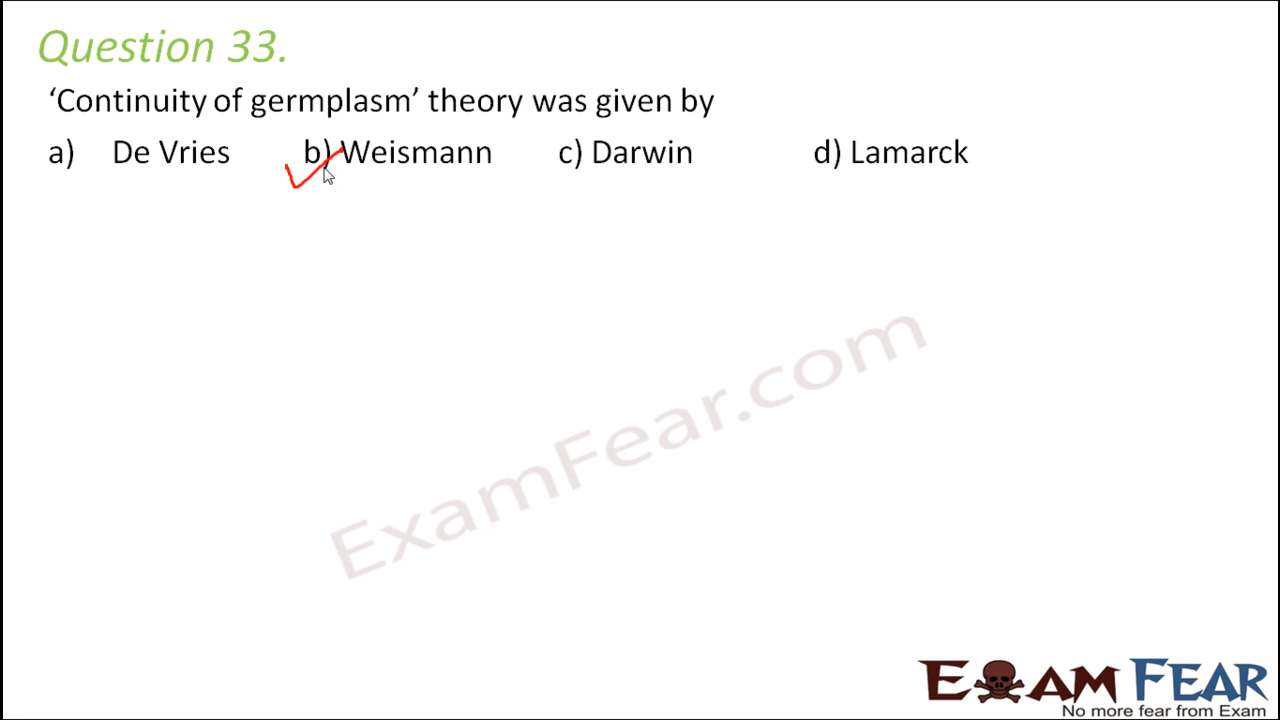 Question 33.
‘Continuity of germplasm’ theory was given by
a) De Vries b) Weismann c) Darwin d) Lamarck
ExamFear.com
EXAM FEAR
No more fear from Exam